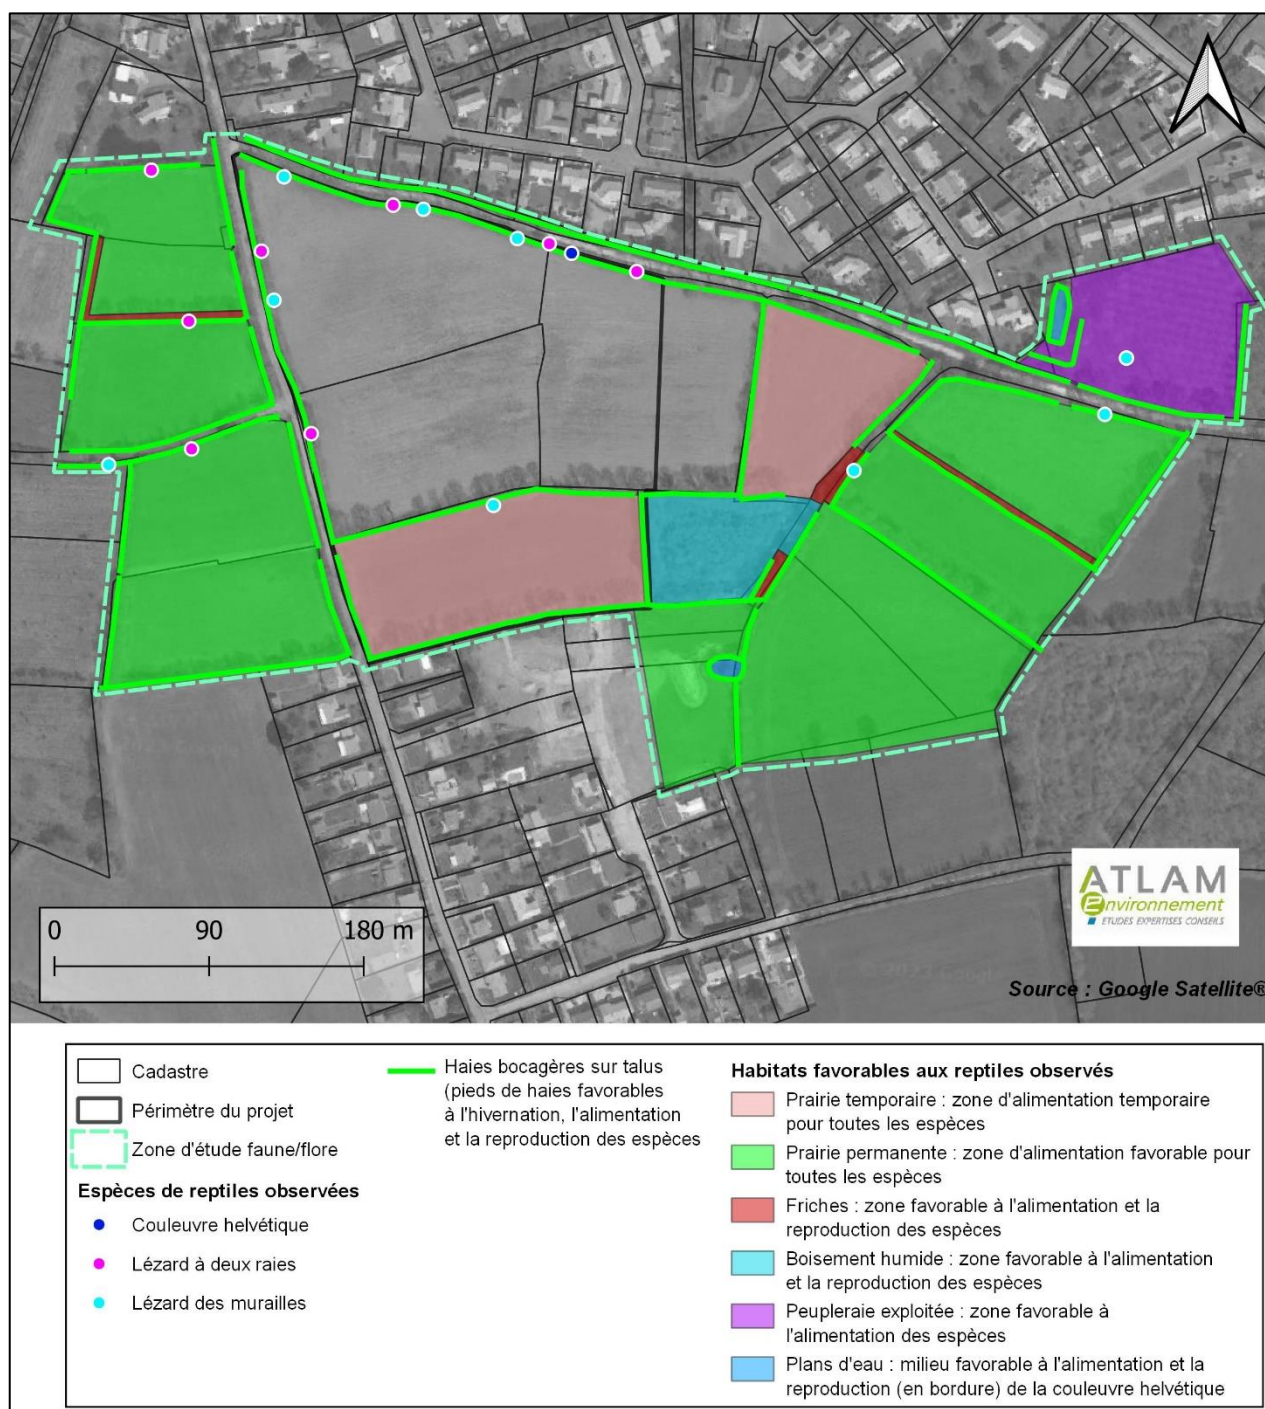 0 90 180 m
ATLAM
environnement
ETUDES EXPERTISES CONSEILS
Source : Google Satellite®
Cadastre
Périmètre du projet
Zone d'étude faune/flore
Espèces de reptiles observées
Couleuvre helvétique
Lézard à deux raies
Lézard des murailles
Haies bocagères sur talus
(pieds de haies favorables
à l'hivernation, l'alimentation
et la reproduction des espèces
Habitats favorables aux reptiles observés
Prairie temporaire : zone d'alimentation temporaire
pour toutes les espèces
Prairie permanente : zone d'alimentation favorable pour
toutes les espèces
Friches : zone favorable à l'alimentation et la
reproduction des espèces
Boisement humide : zone favorable à l'alimentation
et la reproduction des espèces
Peupleraie exploitée : zone favorable à
l'alimentation des espèces
Plans d'eau : milieu favorable à l'alimentation et la
reproduction (en bordure) de la couleuvre helvétique